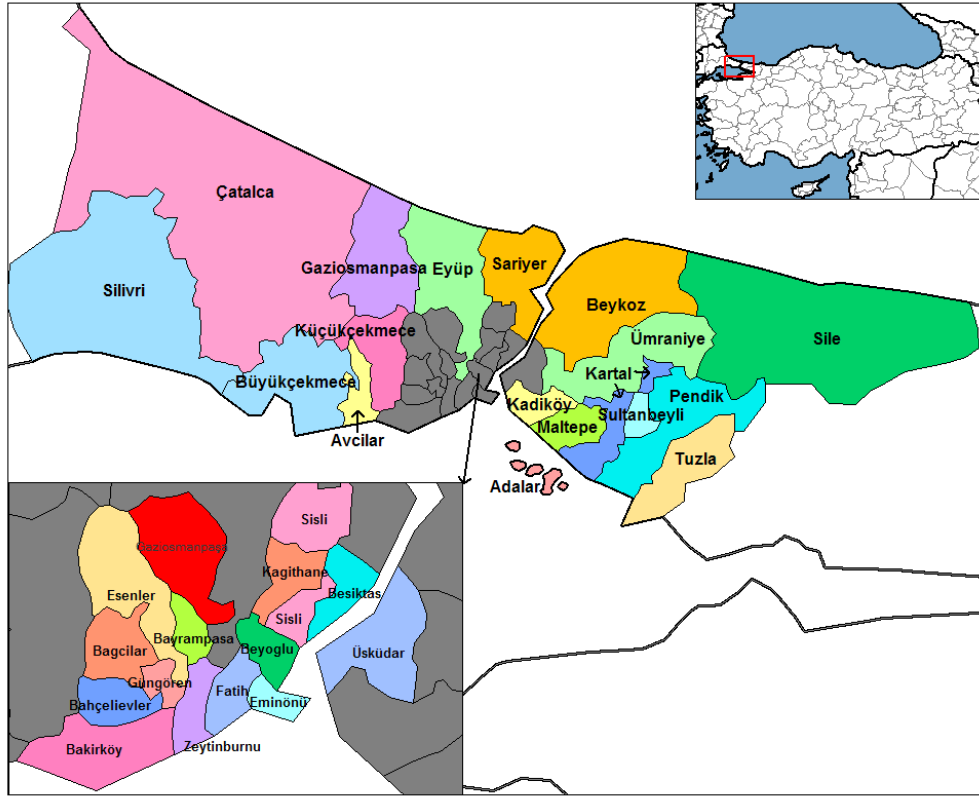 Çatalca
Gaziosmanpasa
Eyüp
Sariyer
Silivri
Beykoz
Küçükçekmece
Ümraniye
Sile
Büyükçekmece
Kartal
Pendik
Kadiköy
Sultanbeyli
Avcilar
Maltepe
Tuzla
Adalar
Sisli
Gaziosmanpaşa
Kagithane
Besiktas
Esenler
Sisli
Bayrampasa
Beyoglu
Bagcilar
Üsküdar
Güngören
Fatih
Eminönü
Bahçelievler
Bakirköy
Zeytinburnu